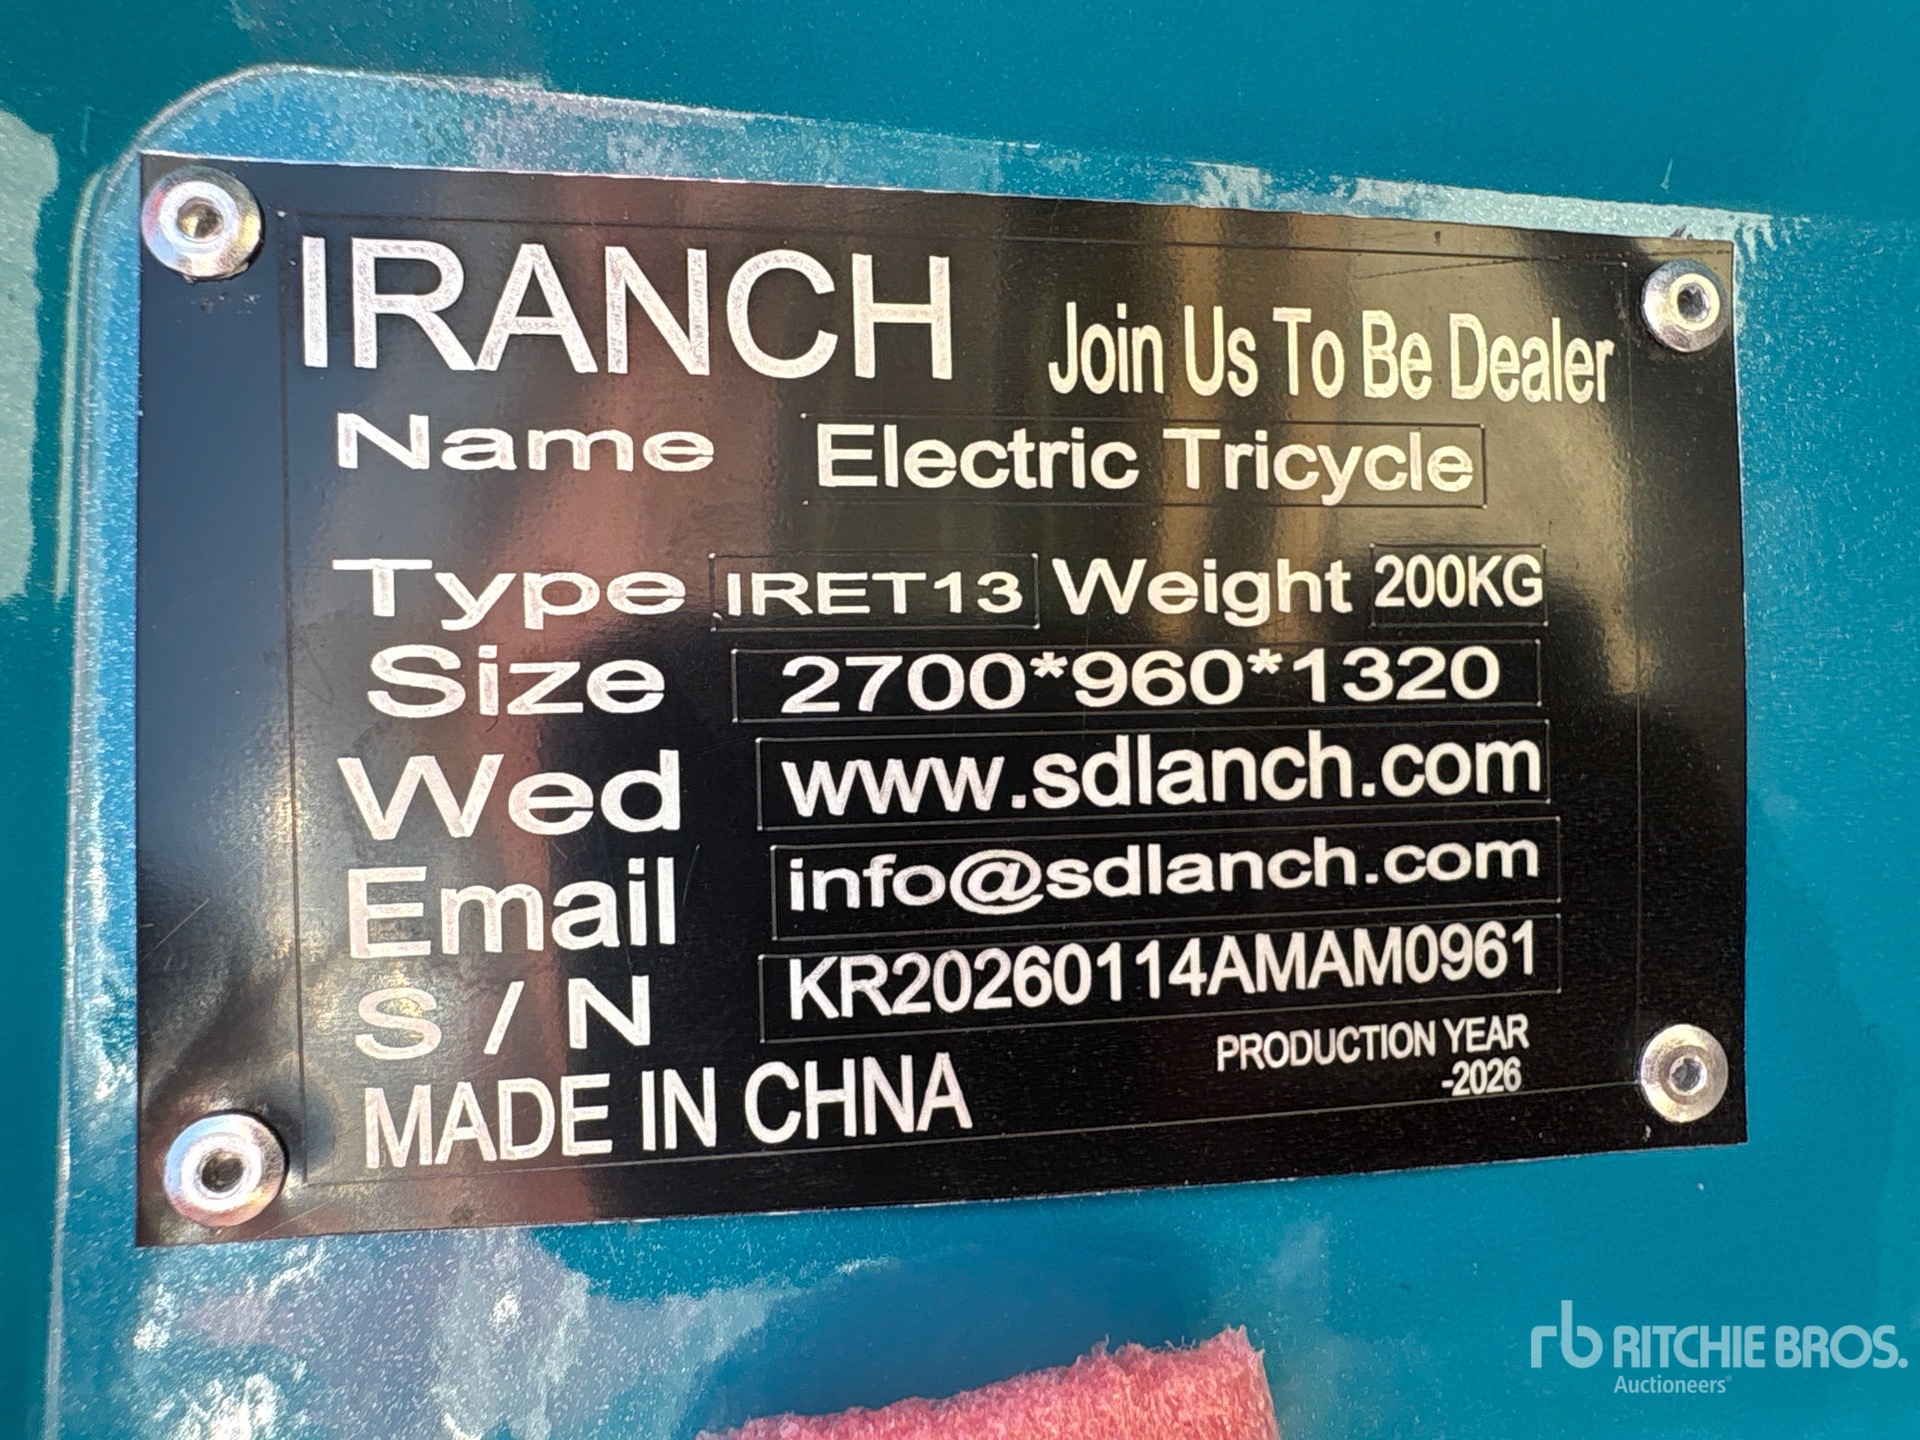 IRANCH Join Us To Be Dealer
Name Electric Tricycle
Type IRET13 Weight 200KG
Size 2700*960*1320
Wed www.sdlanch.com
Email info@sdlanch.com
S/N KR20260114AMAM0961
MADE IN CHNA PRODUCTION YEAR
-2026
rb RITCHIE BROS.
Auctioneers